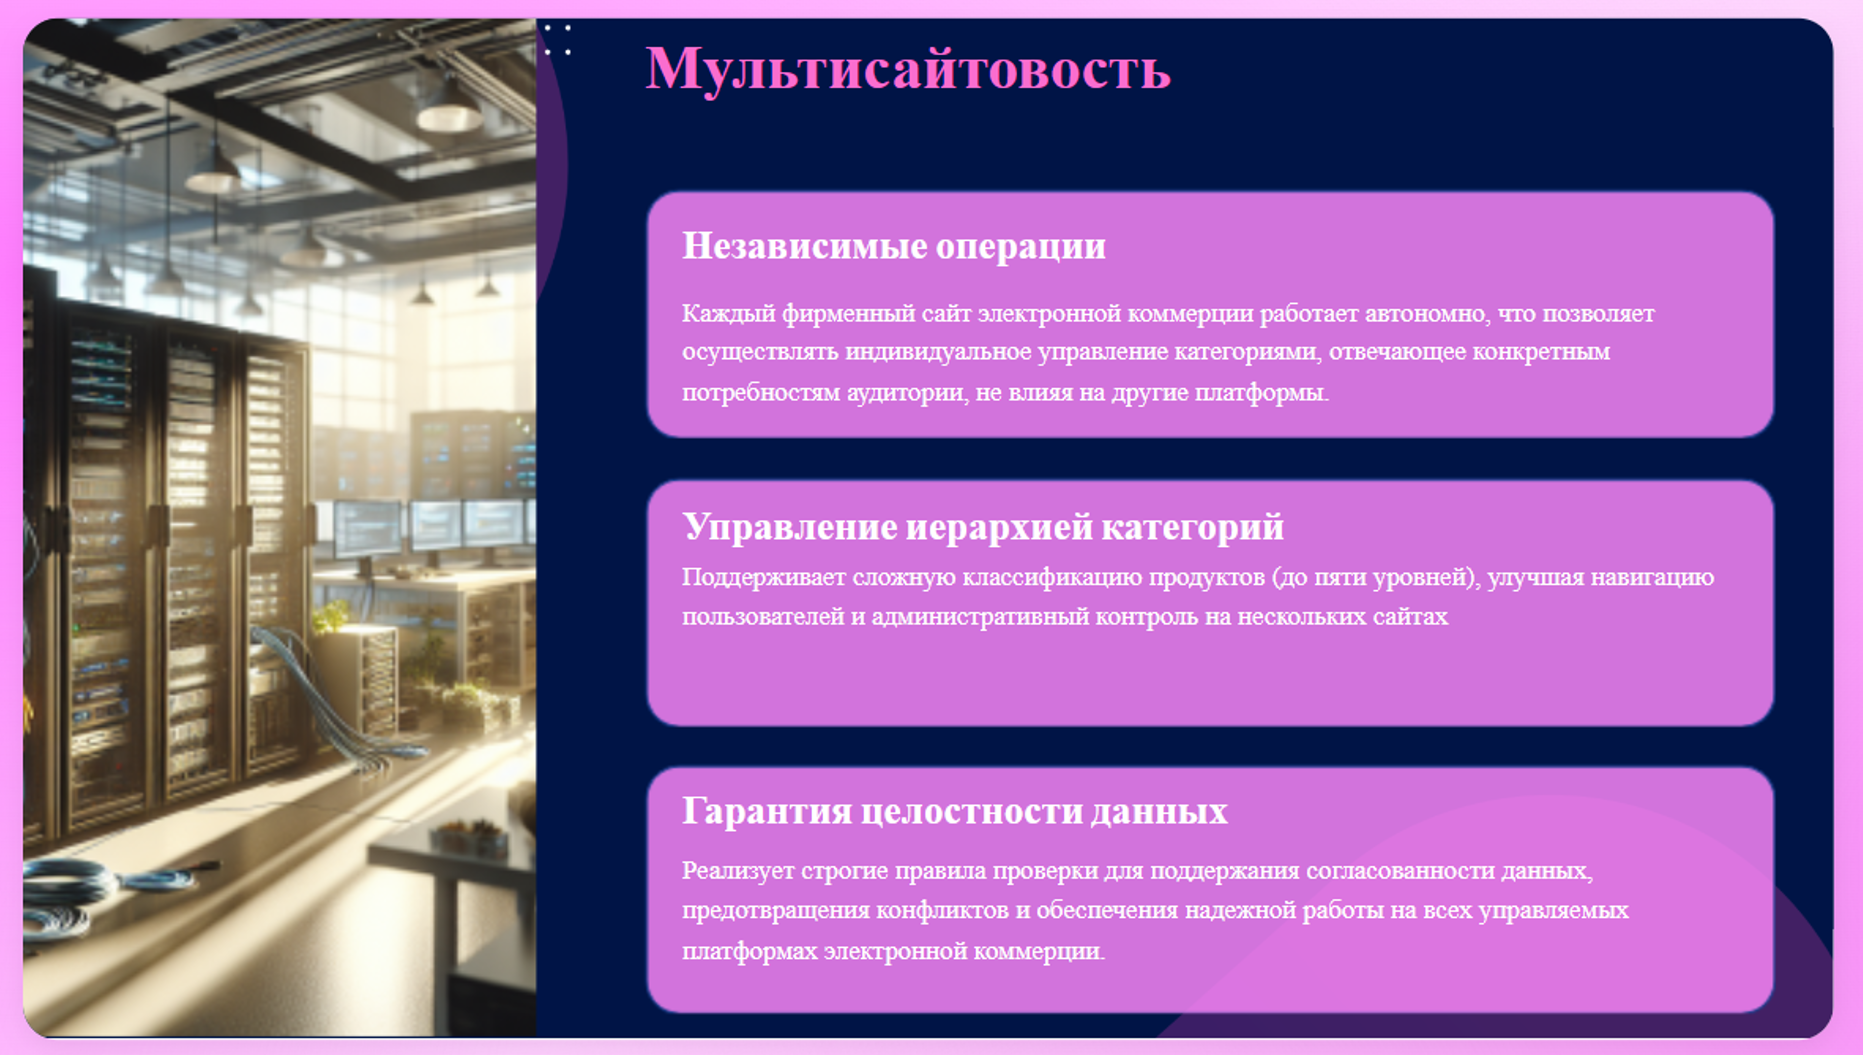 Мультисайтовость
Независимые операции
Каждый фирменный сайт электронной коммерции работает автономно, что позволяет
осуществлять индивидуальное управление категориями, отвечающее конкретным
потребностям аудитории, не влияя на другие платформы.
Управление иерархией категорий
Поддерживает сложную классификацию продуктов (до пяти уровней), улучшая навигацию
пользователей и административный контроль на нескольких сайтах
Гарантия целостности данных
Реализует строгие правила проверки для поддержания согласованности данных,
предотвращения конфликтов и обеспечения надежной работы на всех управляемых
платформах электронной коммерции.